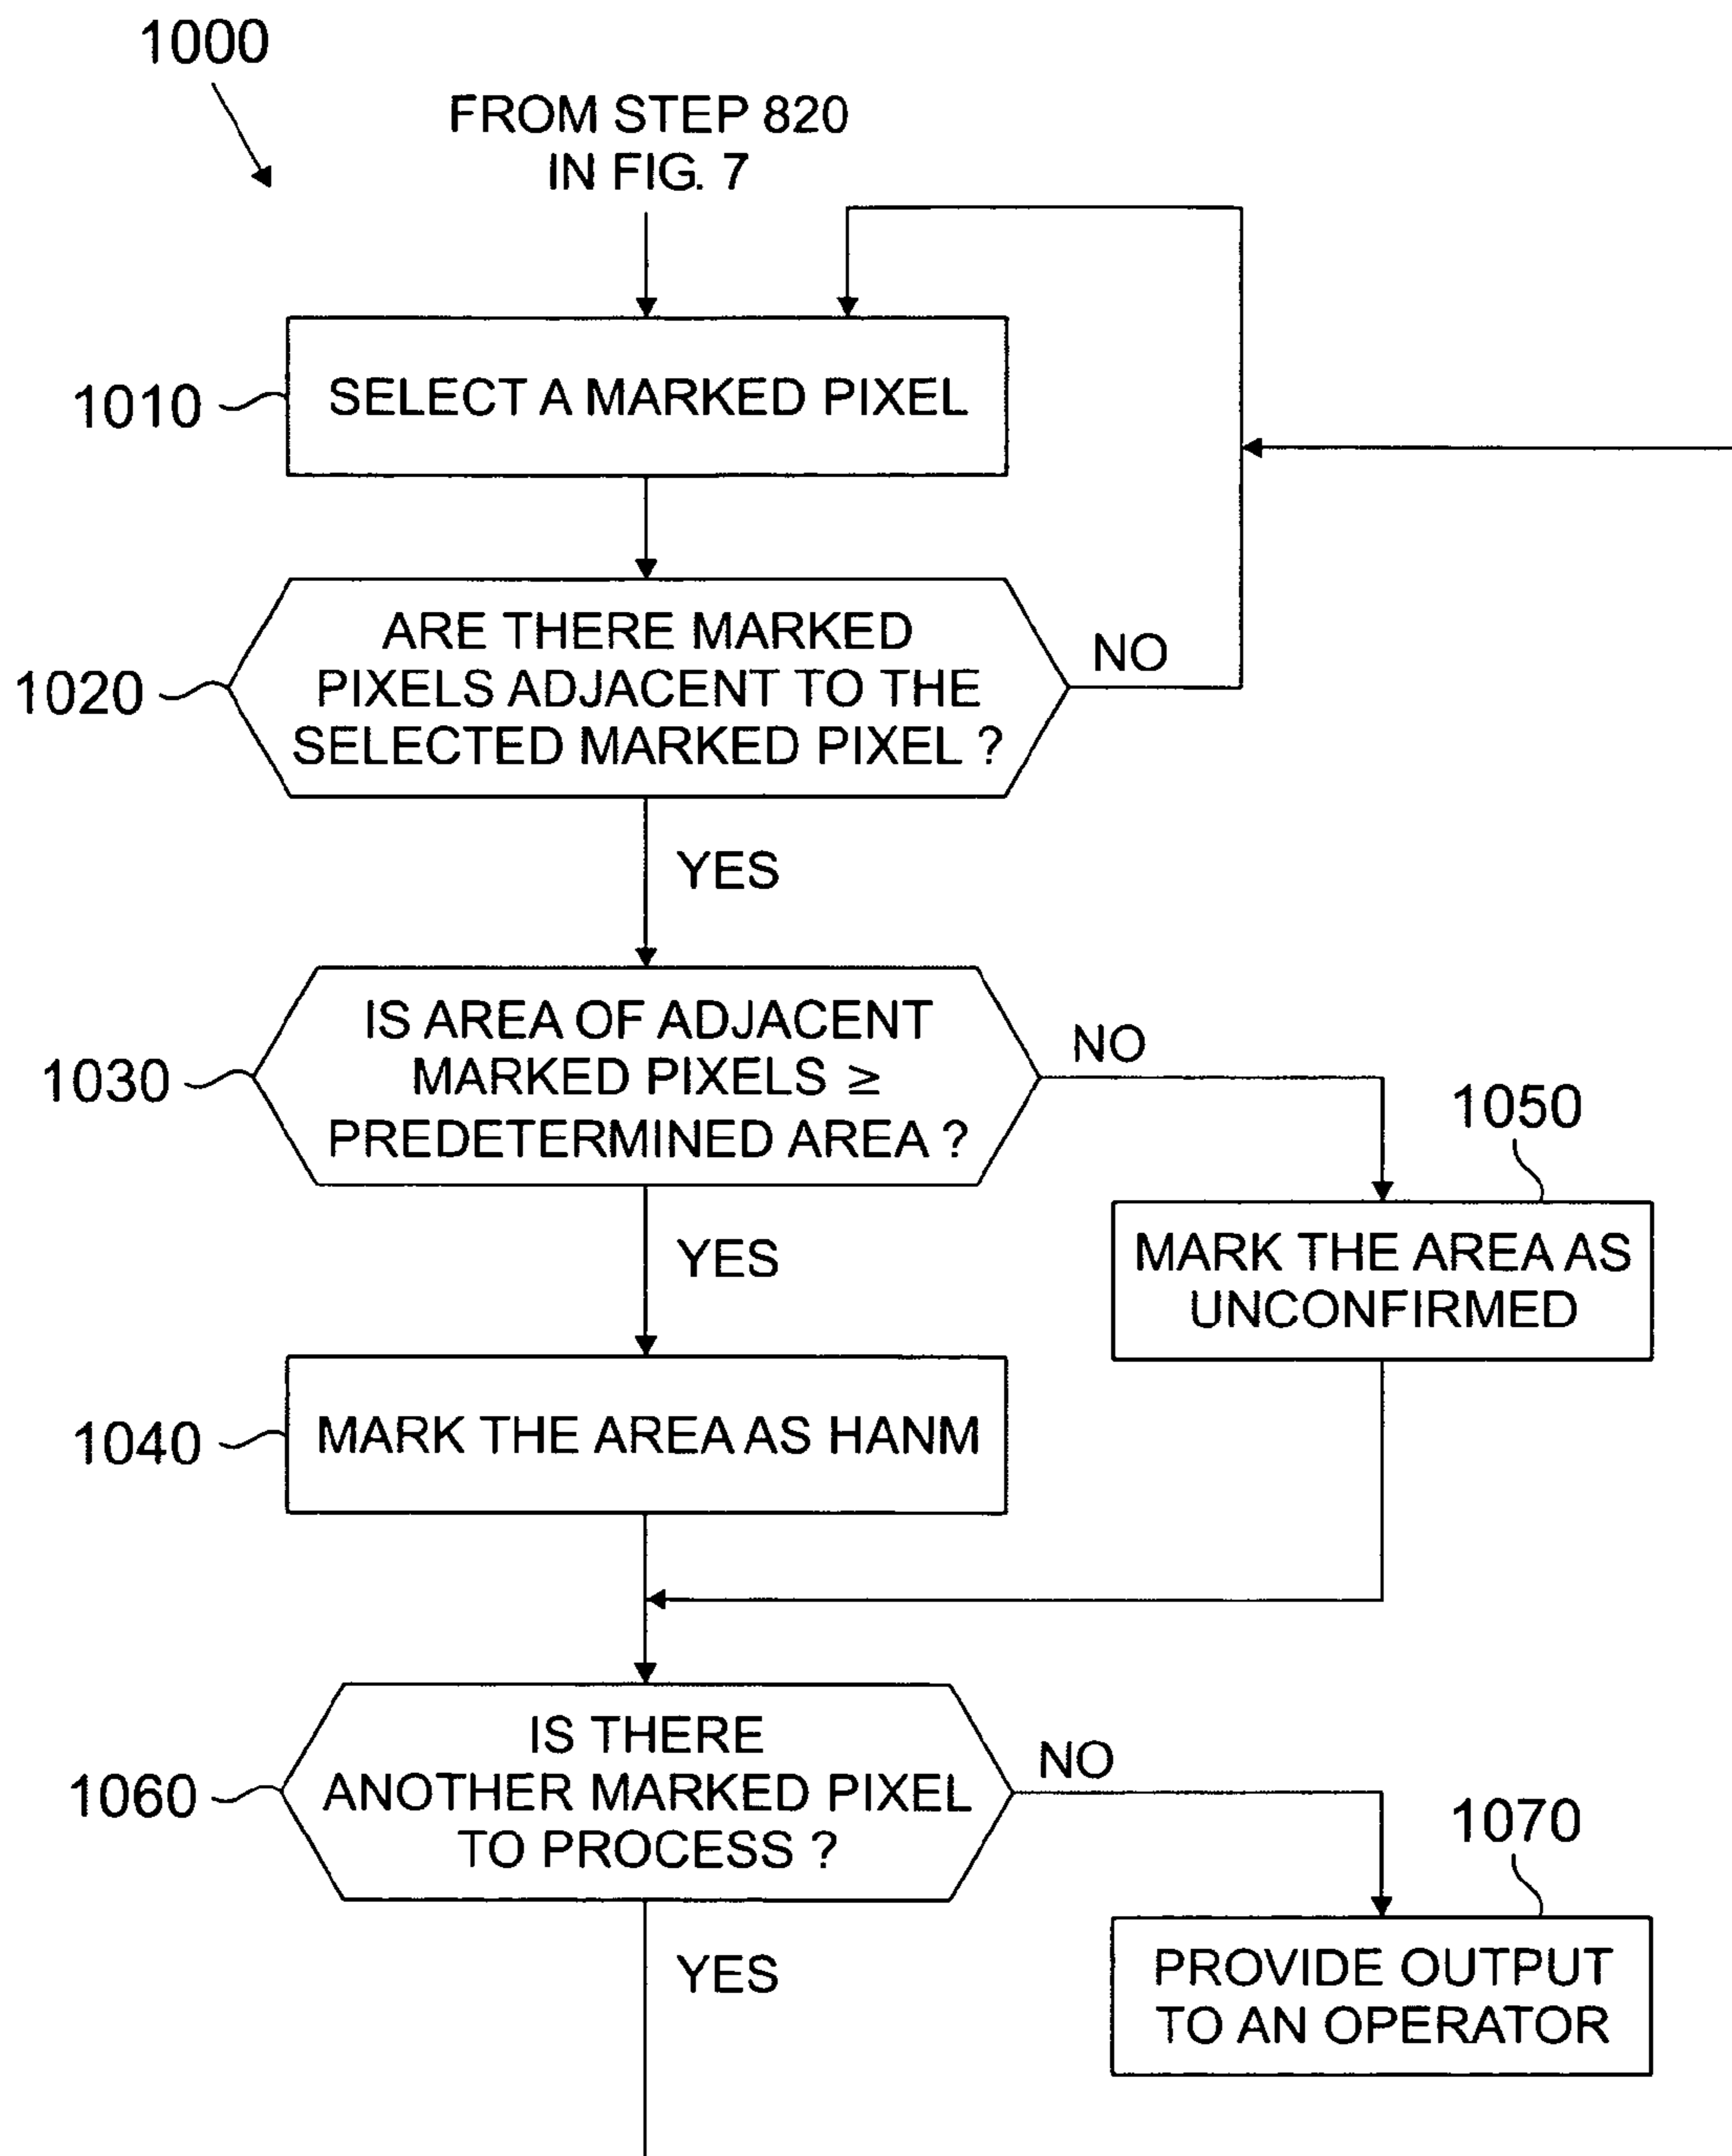 1000
FROM STEP 820
IN FIG. 7
1010
SELECT A MARKED PIXEL
1020
ARE THERE MARKED
PIXELS ADJACENT TO THE
SELECTED MARKED PIXEL ?
NO
YES
1030
IS AREA OF ADJACENT
MARKED PIXELS ≥
PREDETERMINED AREA ?
NO
1050
MARK THE AREA AS
UNCONFIRMED
YES
1040
MARK THE AREA AS HANM
1060
IS THERE
ANOTHER MARKED PIXEL
TO PROCESS ?
NO
1070
PROVIDE OUTPUT
TO AN OPERATOR
YES